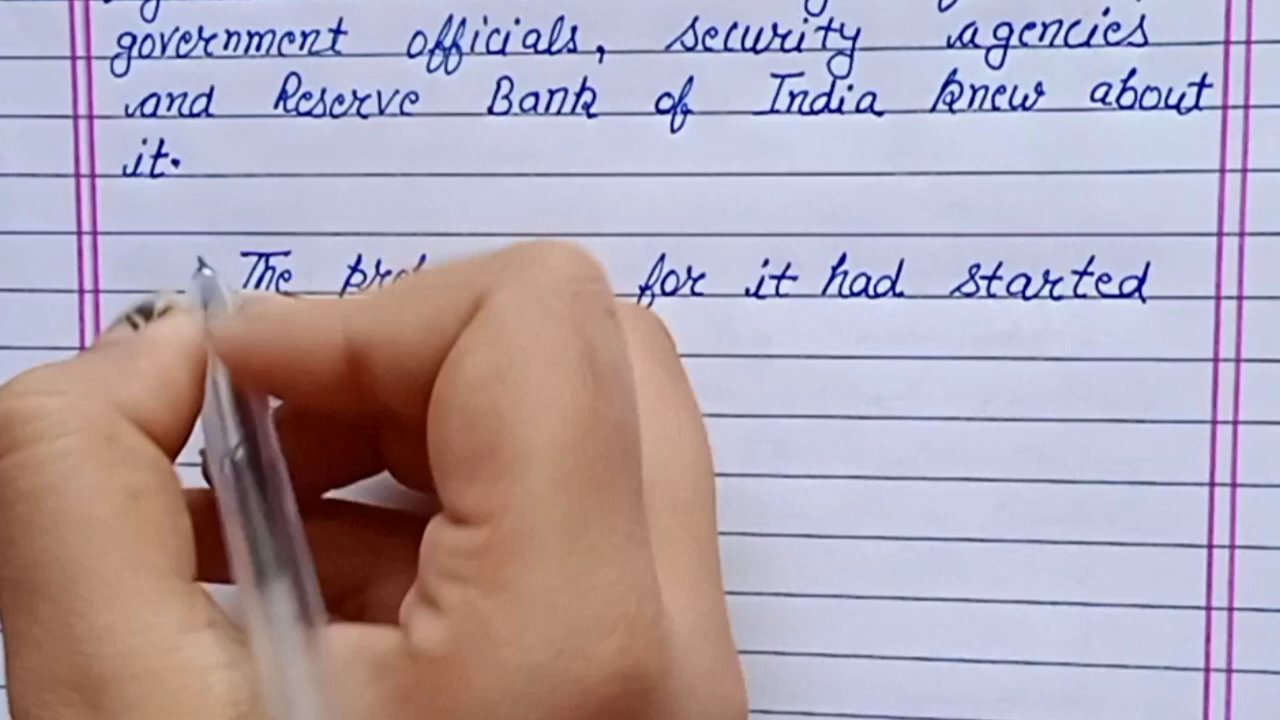 government officials, security agencies
and Reserve Bank of India knew about
it.
The for it had started